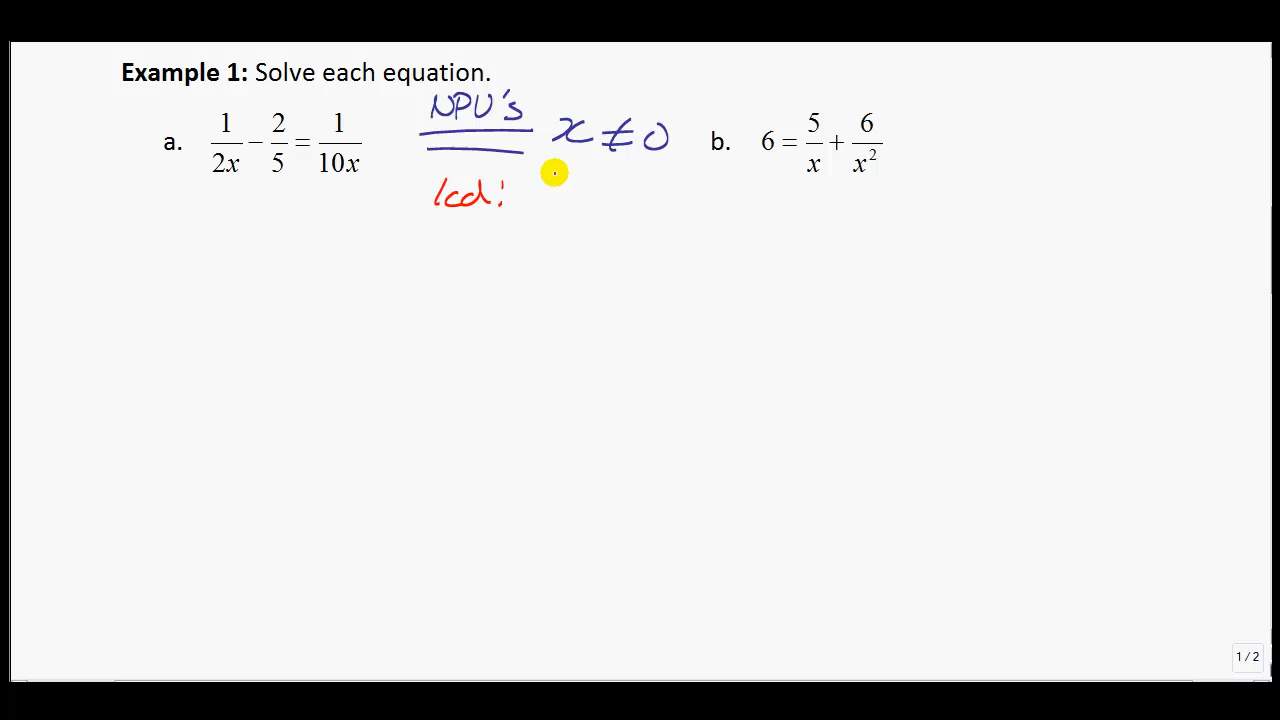 Example 1: Solve each equation.
a. 1/2x − 2/5 = 1/10x
NPV's x ≠ 0
lcd:
b. 6 = 5/x + 6/x²
1 / 2